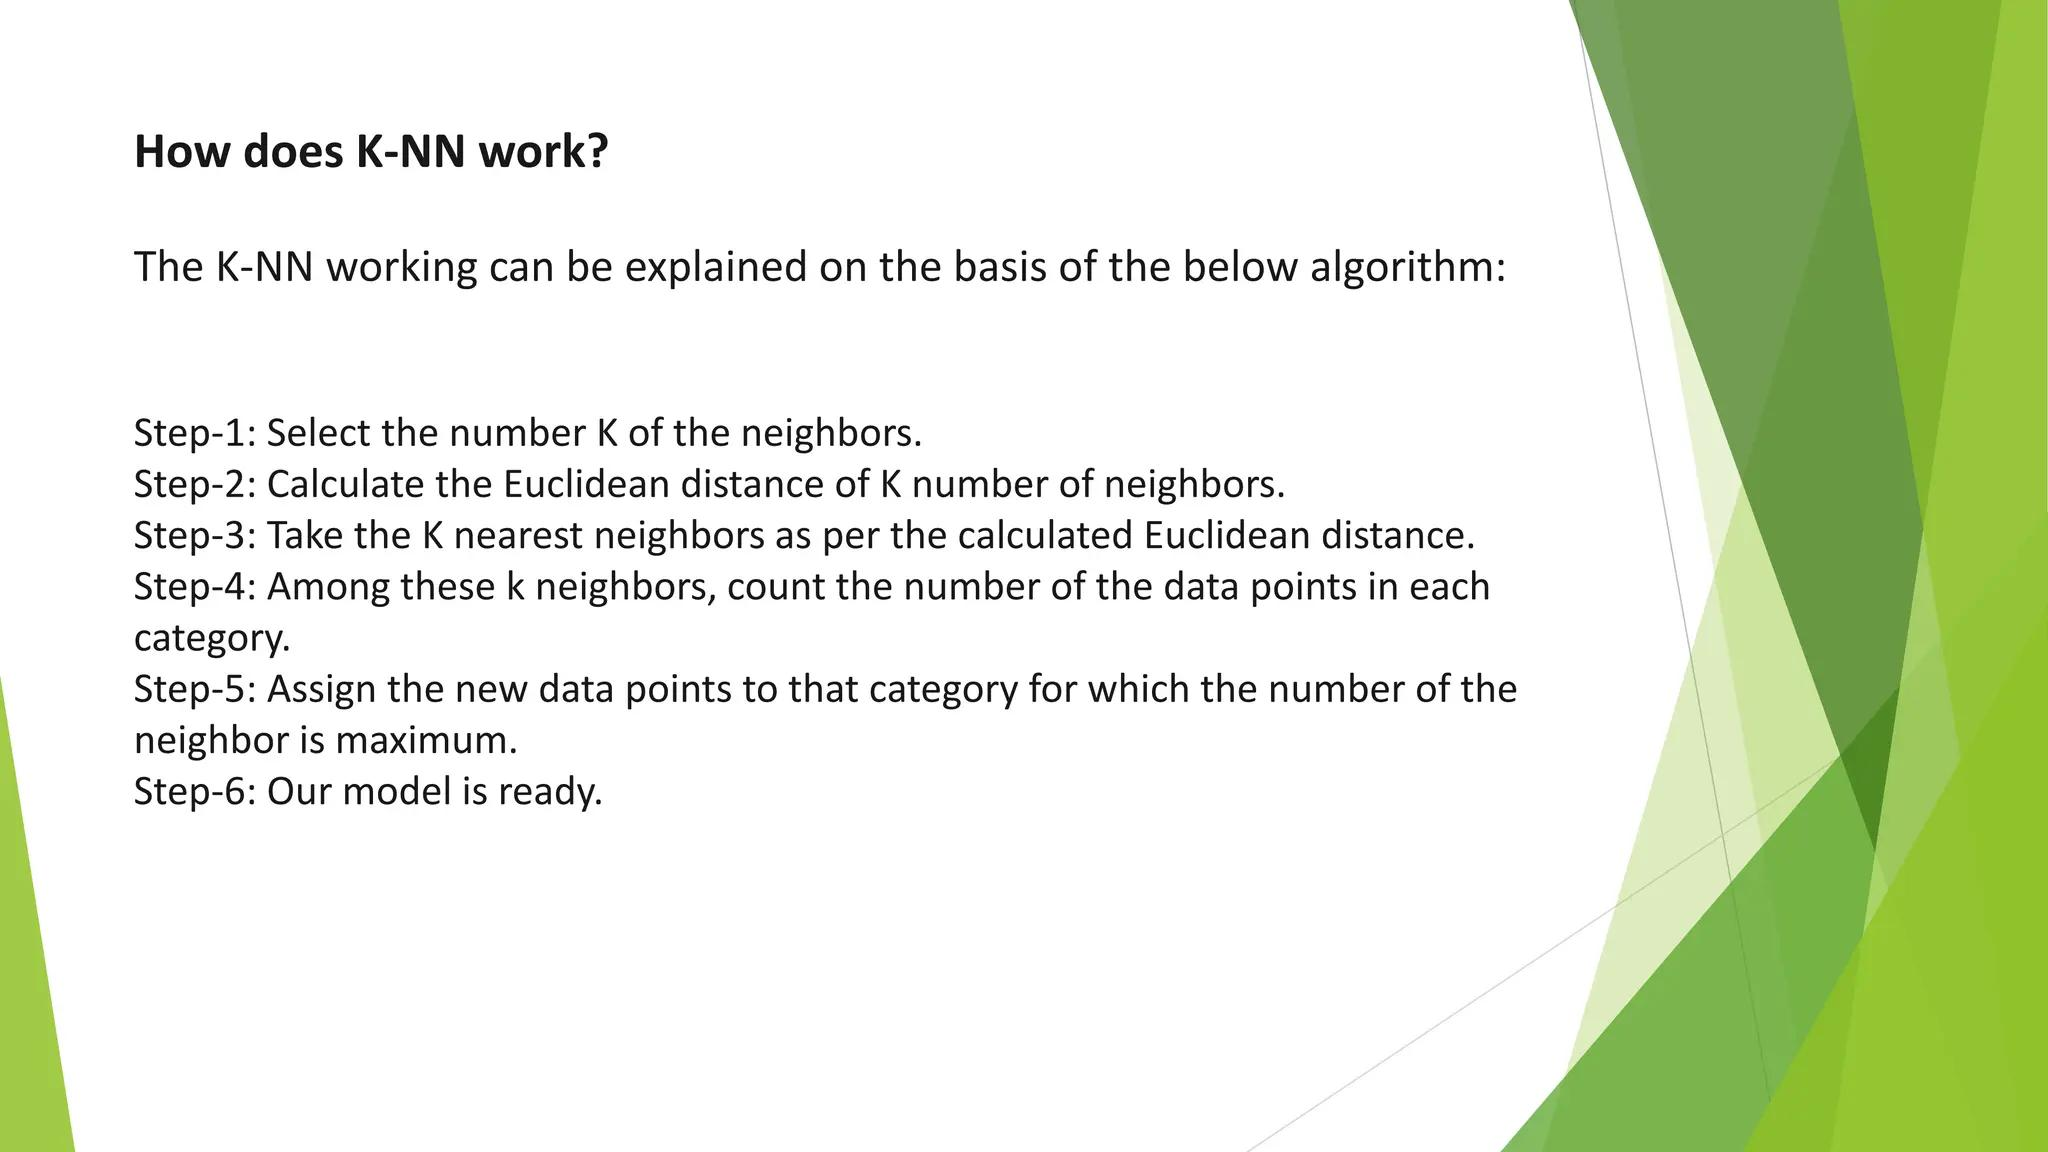 How does K-NN work?
The K-NN working can be explained on the basis of the below algorithm:
Step-1: Select the number K of the neighbors.
Step-2: Calculate the Euclidean distance of K number of neighbors.
Step-3: Take the K nearest neighbors as per the calculated Euclidean distance.
Step-4: Among these k neighbors, count the number of the data points in each
category.
Step-5: Assign the new data points to that category for which the number of the
neighbor is maximum.
Step-6: Our model is ready.